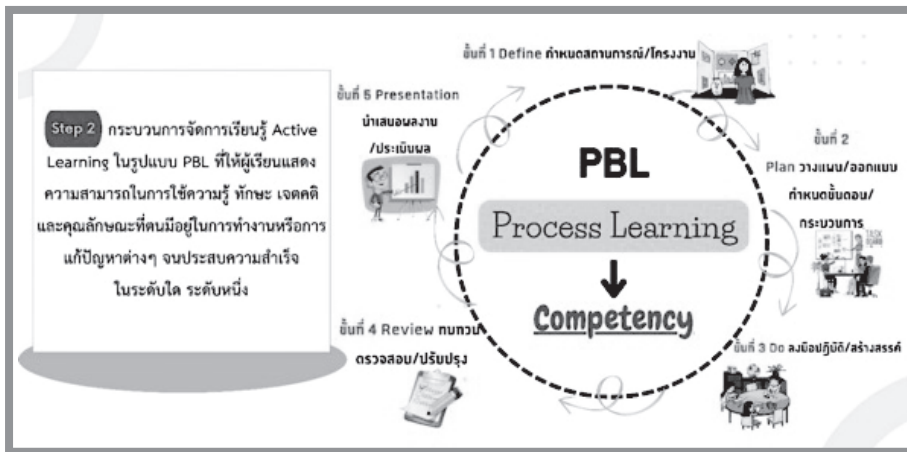 Step 2 กระบวนการจัดการเรียนรู้ Active
Learning ในรูปแบบ PBL ที่ให้ผู้เรียนแสดง
ความสามารถในการใช้ความรู้ ทักษะ เจตคติ
และคุณลักษณะที่ตนมีอยู่ในการทำงานหรือการ
แก้ปัญหาต่างๆ จนประสบความสำเร็จ
ในระดับใด ระดับหนึ่ง
PBL
Process Learning
Competency
ขั้นที่ 1 Define กำหนดสถานการณ์/โครงงาน
ขั้นที่ 2
Plan วางแผน/ออกแบบ
กำหนดขั้นตอน/
กระบวนการ
TASK
BOARD
ขั้นที่ 3 Do ลงมือปฏิบัติ/สร้างสรรค์
ขั้นที่ 4 Review ทบทวน
ตรวจสอบ/ปรับปรุง
ขั้นที่ 5 Presentation
นำเสนอผลงาน
/ประเมินผล